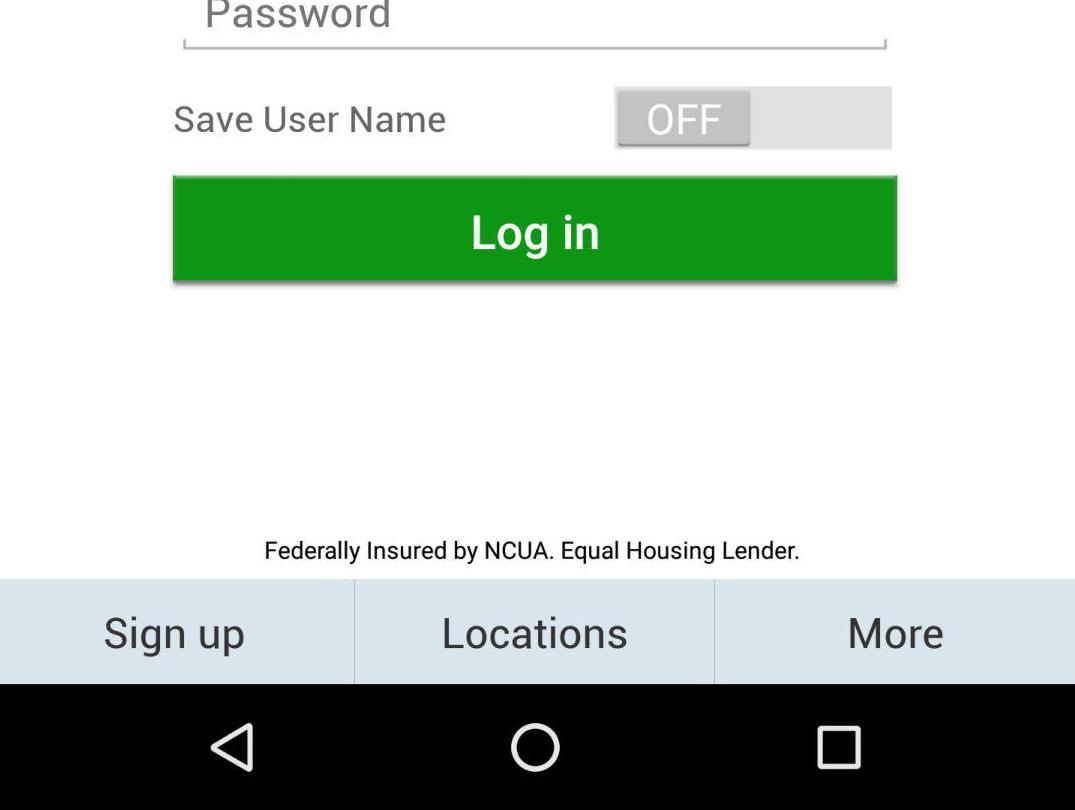 Password
Save User Name
OFF
Log in
Federally Insured by NCUA. Equal Housing Lender.
Sign up
Locations
More